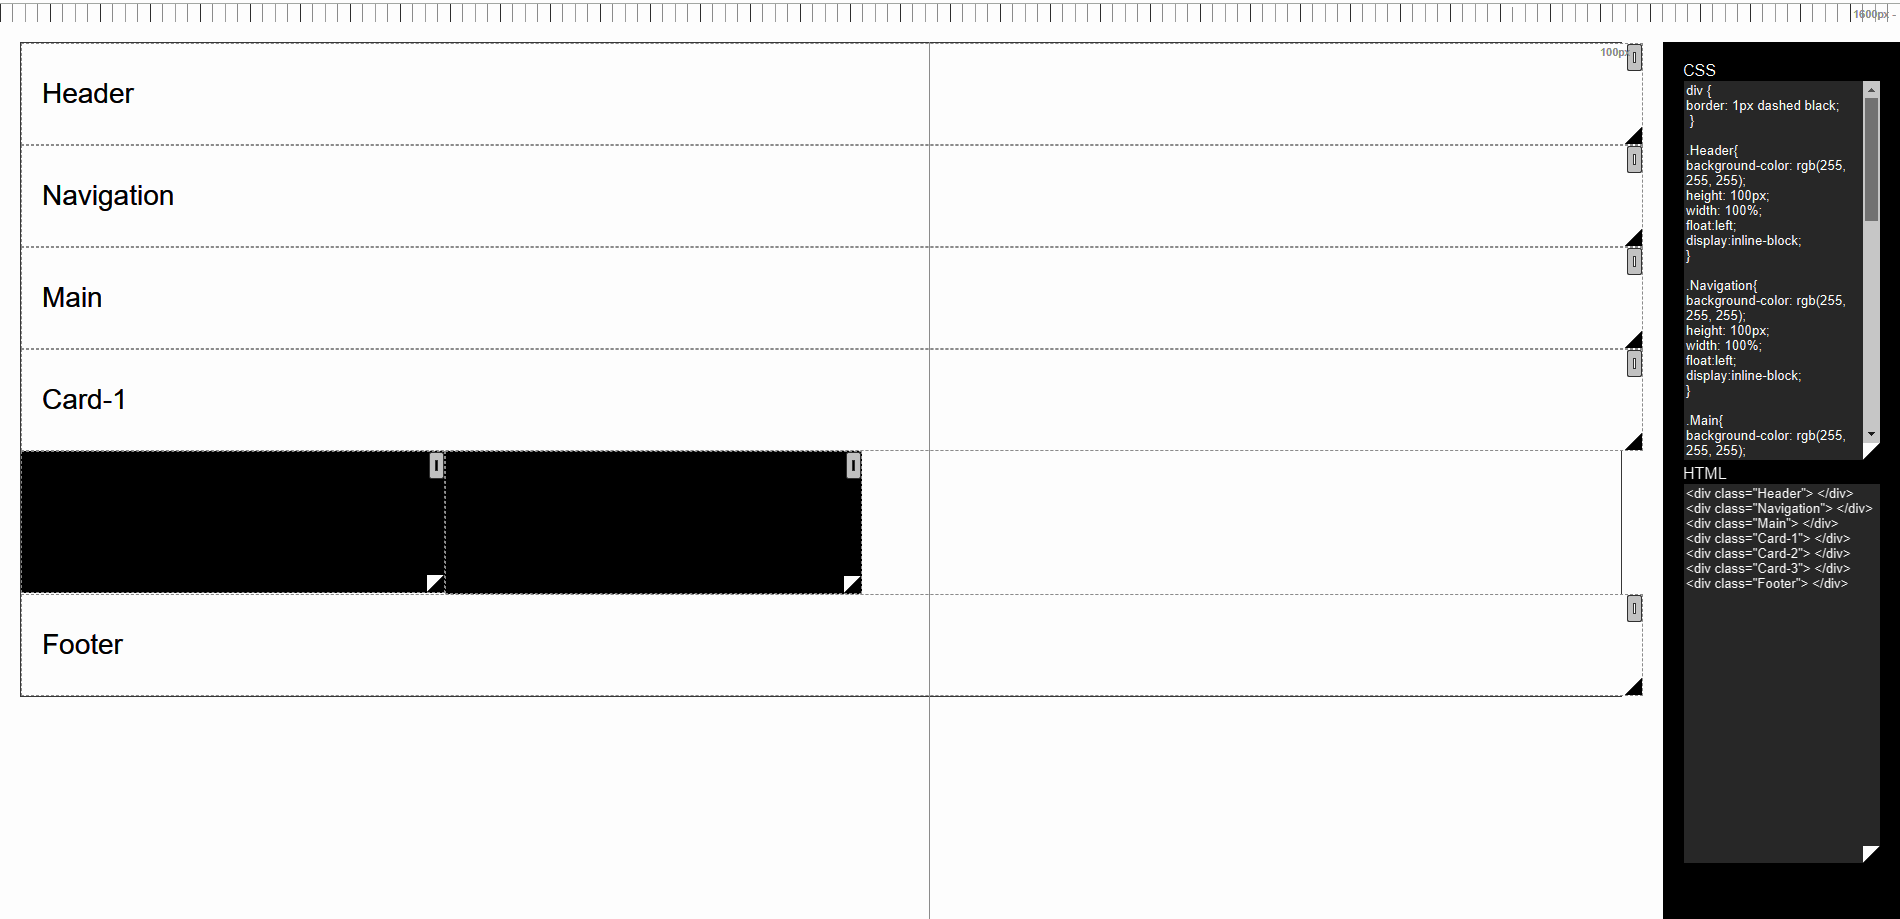 1600px -
100px
Header
Navigation
Main
Card-1
Footer
CSS
div {
border: 1px dashed black;
}
.Header{
background-color: rgb(255,
255, 255);
height: 100px;
width: 100%;
float:left;
display:inline-block;
}
.Navigation{
background-color: rgb(255,
255, 255);
height: 100px;
width: 100%;
float:left;
display:inline-block;
}
.Main{
background-color: rgb(255,
255, 255);
HTML
<div class="Header"> </div>
<div class="Navigation"> </div>
<div class="Main"> </div>
<div class="Card-1"> </div>
<div class="Card-2"> </div>
<div class="Card-3"> </div>
<div class="Footer"> </div>